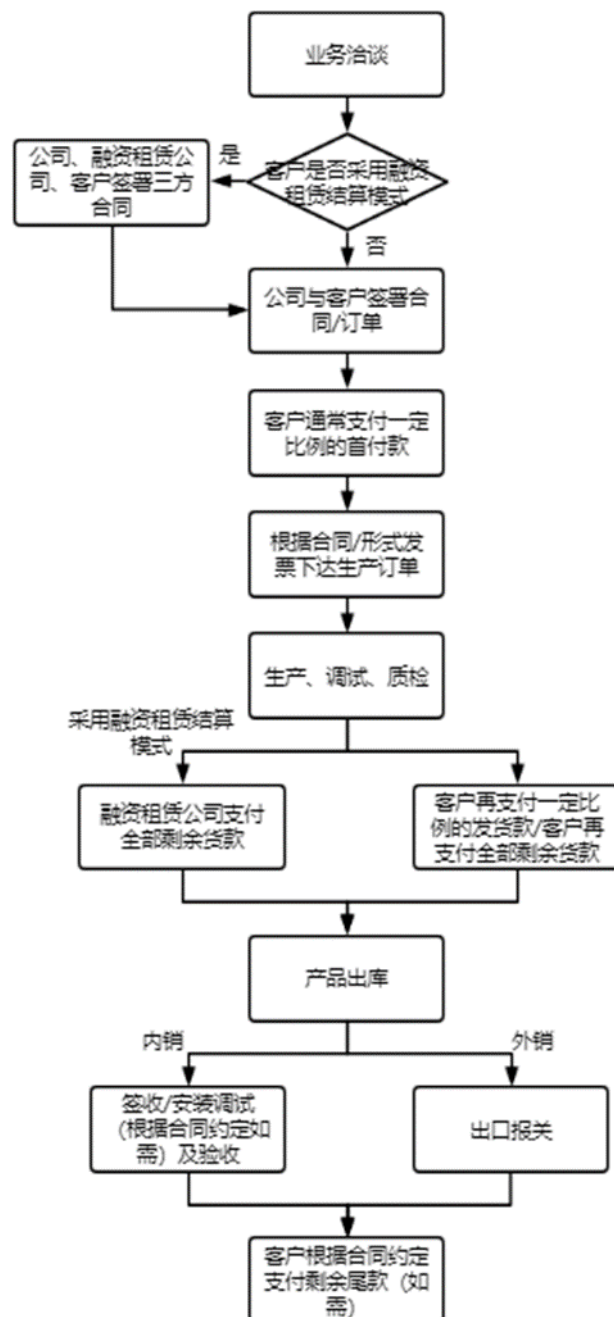 业务洽谈
客户是否采用融资
租赁结算模式
是
公司、融资租赁公
司、客户签署三方
合同
否
公司与客户签署合
同/订单
客户通常支付一定
比例的首付款
根据合同/形式发
票下达生产订单
生产、调试、质检
采用融资租赁结算
模式
融资租赁公司支付
全部剩余货款
客户再支付一定比
例的发货款/客户再
支付全部剩余货款
产品出库
内销
外销
签收/安装调试
（根据合同约定如
需）及验收
出口报关
客户根据合同约定
支付剩余尾款（如
需）